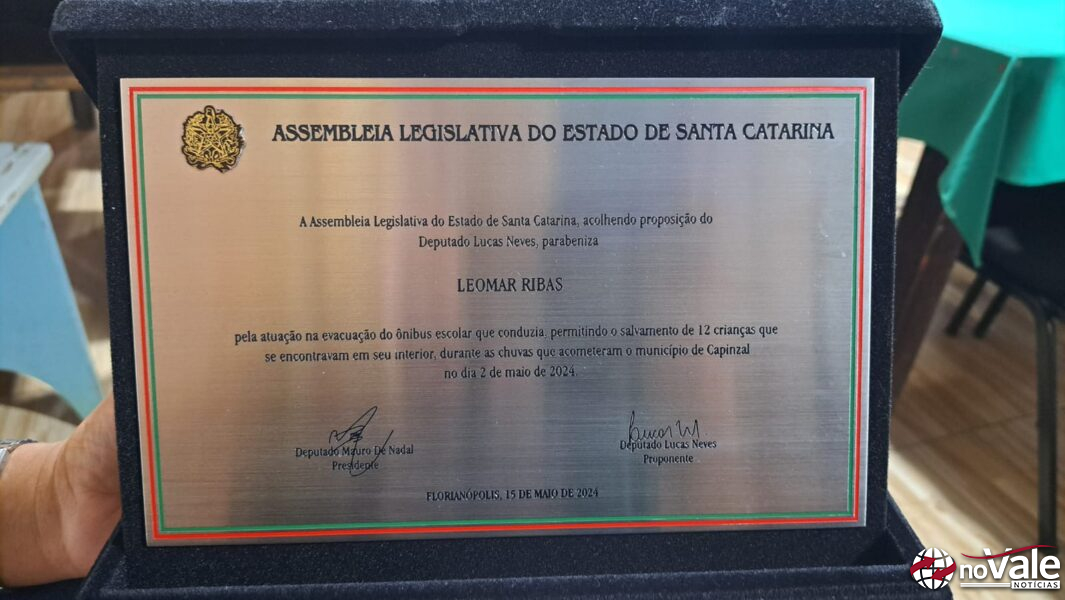 ASSEMBLEIA LEGISLATIVA DO ESTADO DE SANTA CATARINA
A Assembleia Legislativa do Estado de Santa Catarina, acolhendo proposição do
Deputado Lucas Neves, parabeniza
LEOMAR RIBAS
pela atuação na evacuação do ônibus escolar que conduzia, permitindo o salvamento de 12 crianças que
se encontravam em seu interior, durante as chuvas que acometeram o município de Capinzal
no dia 2 de maio de 2024.
Deputado Mauro De Nadal
Presidente
Deputado Lucas Neves
Proponente
FLORIANÓPOLIS, 15 DE MAIO DE 2024
noVale
NOTÍCIAS